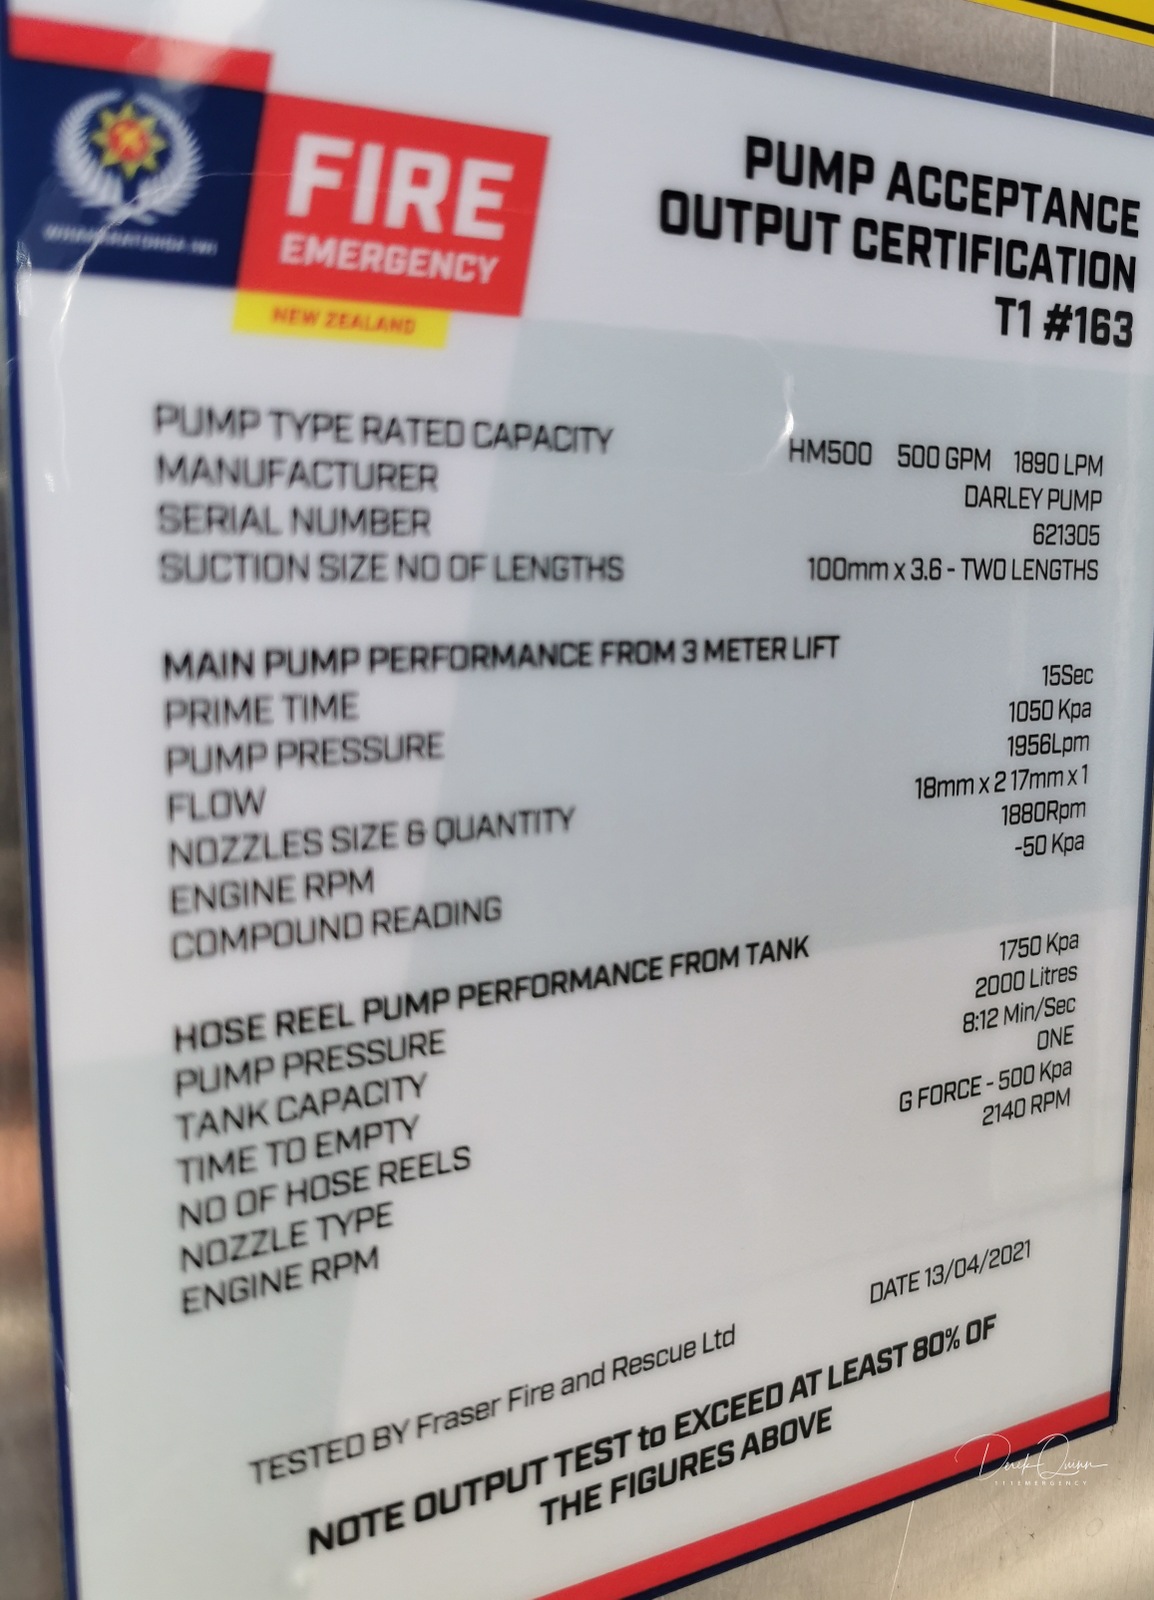 WHAKARATONGA IWI
FIRE
EMERGENCY
NEW ZEALAND
PUMP ACCEPTANCE
OUTPUT CERTIFICATION
T1 #163
PUMP TYPE RATED CAPACITY HM500 500 GPM 1890 LPM
MANUFACTURER DARLEY PUMP
SERIAL NUMBER 621305
SUCTION SIZE NO OF LENGTHS 100mm x 3.6 - TWO LENGTHS
MAIN PUMP PERFORMANCE FROM 3 METER LIFT
PRIME TIME 15Sec
PUMP PRESSURE 1050 Kpa
FLOW 1956Lpm
NOZZLES SIZE & QUANTITY 18mm x 2 17mm x 1
ENGINE RPM 1880Rpm
COMPOUND READING -50 Kpa
HOSE REEL PUMP PERFORMANCE FROM TANK
PUMP PRESSURE 1750 Kpa
TANK CAPACITY 2000 Litres
TIME TO EMPTY 8:12 Min/Sec
NO OF HOSE REELS ONE
NOZZLE TYPE G FORCE - 500 Kpa
ENGINE RPM 2140 RPM
DATE 13/04/2021
TESTED BY Fraser Fire and Rescue Ltd
NOTE OUTPUT TEST to EXCEED AT LEAST 80% OF
THE FIGURES ABOVE
Derek Quinn
111EMERGENCY